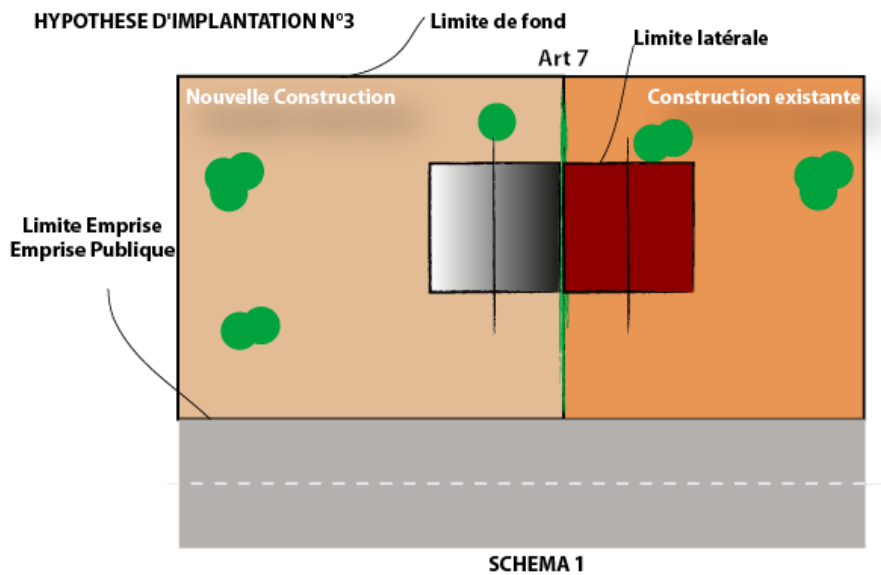 HYPOTHESE D'IMPLANTATION N°3
Limite de fond
Limite latérale
Art 7
Nouvelle Construction
Construction existante
Limite Emprise
Emprise Publique
SCHEMA 1